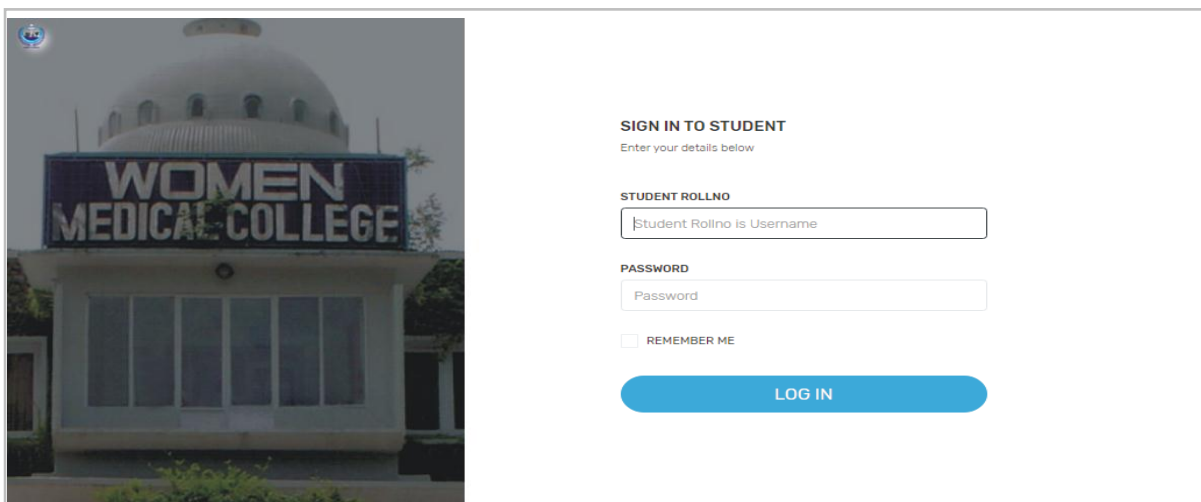 WOMEN
MEDICAL COLLEGE
SIGN IN TO STUDENT
Enter your details below
STUDENT ROLLNO
Student Rollno is Username
PASSWORD
Password
REMEMBER ME
LOG IN